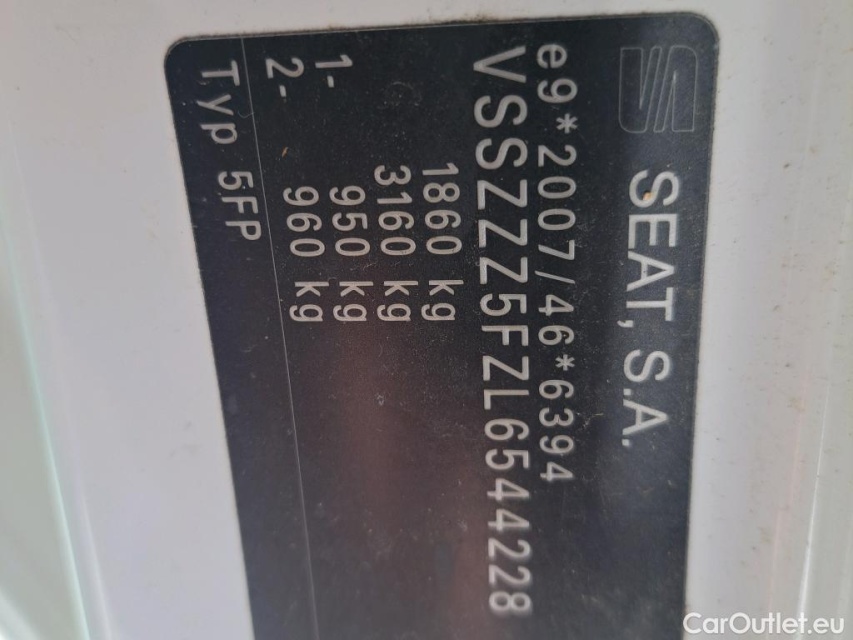 SEAT, S.A.
e9*2007/46*6394
VSSZZZ5FZL6544228
1860 kg
3160 kg
1- 950 kg
2- 960 kg
Typ 5FP
CarOutlet.eu